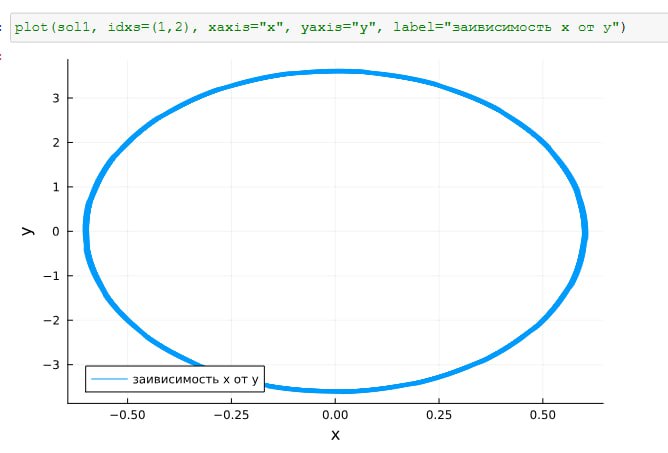 plot(sol1, idxs=(1,2), xaxis="x", yaxis="y", label="заивисимость x от y")
3
2
1
y
0
−1
−2
−3
заивисимость x от y
−0.50 −0.25 0.00 0.25 0.50
x